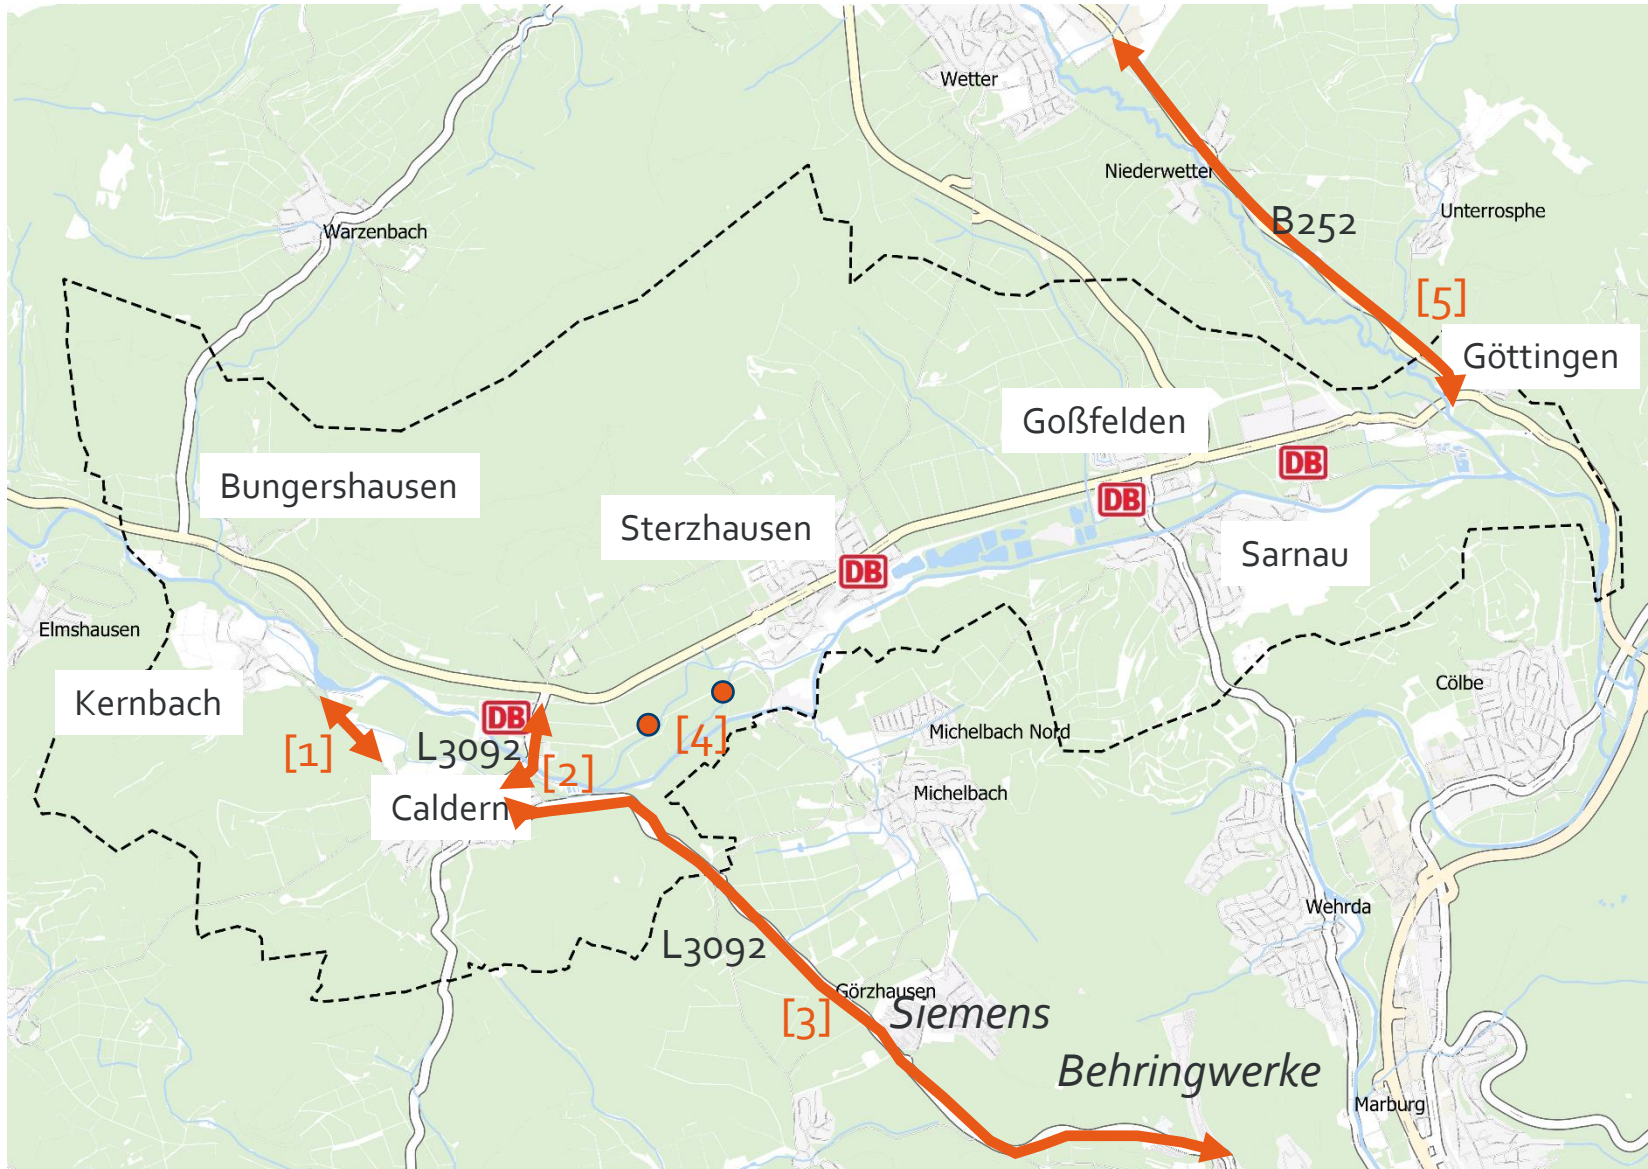 Wetter
Niederwetter
Unterrosphe
B252
Warzenbach
[5]
Göttingen
Goßfelden
DB
Bungershausen
DB
Sterzhausen
Sarnau
DB
Elmshausen
Kernbach
Cölbe
DB
[4]
Michelbach Nord
[1]
L3092
[2]
Michelbach
Caldern
Wehrda
L3092
Görzhausen
[3]
Siemens
Behringwerke
Marburg